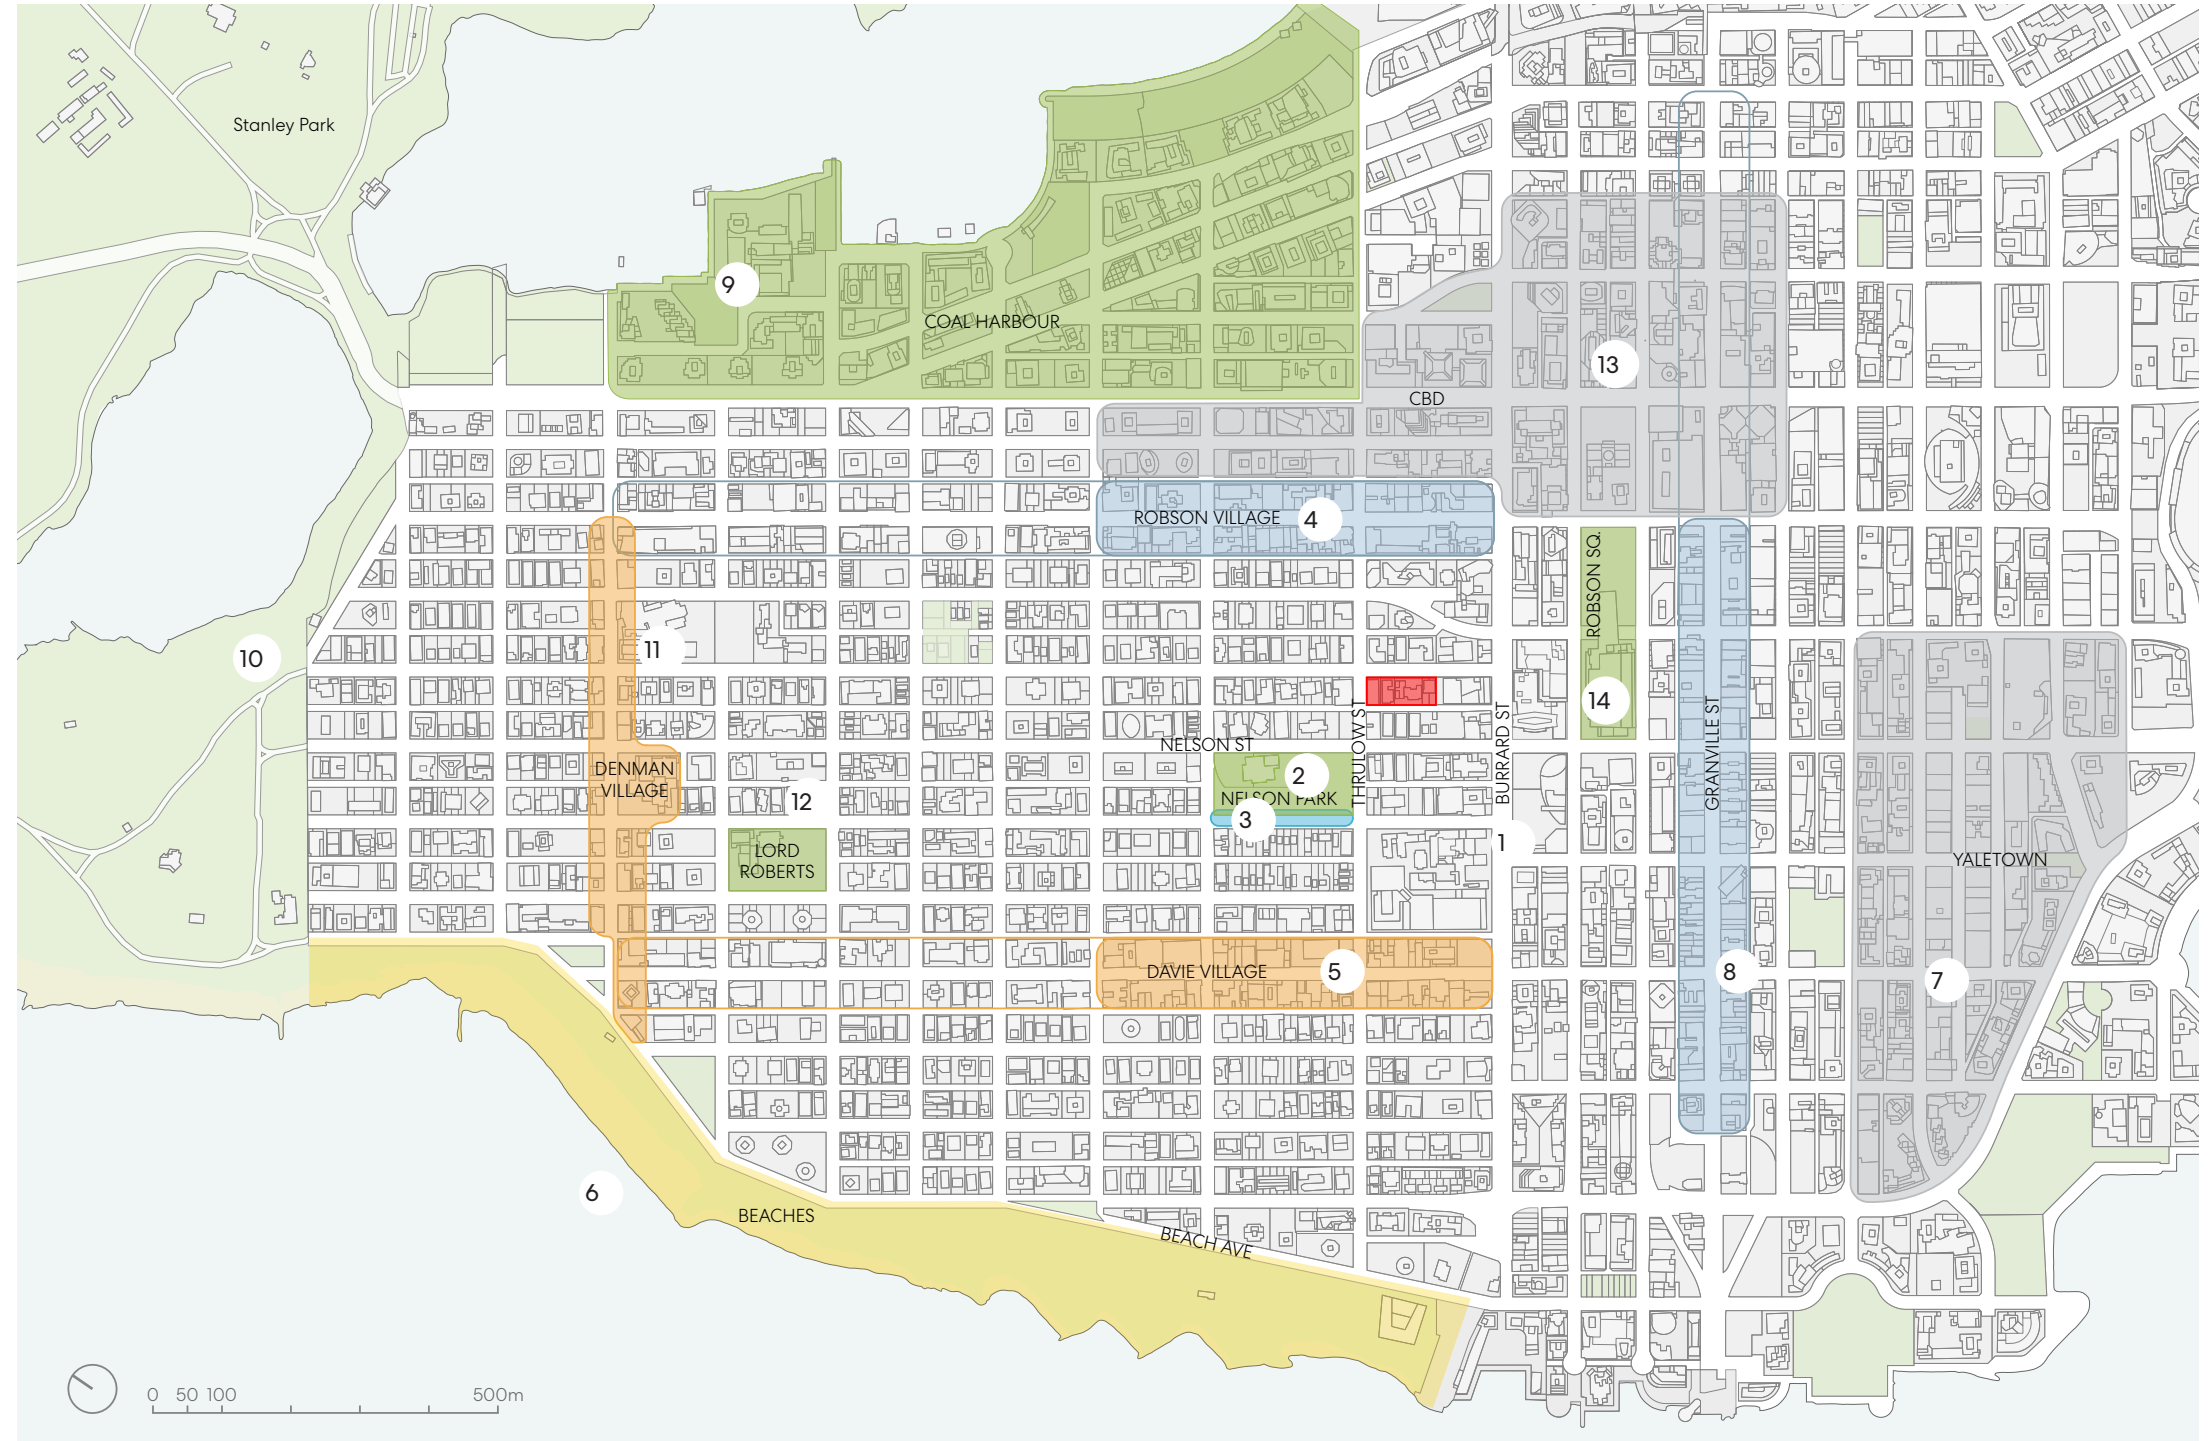 Stanley Park
9
COAL HARBOUR
13
CBD
ROBSON VILLAGE
4
ROBSON SQ.
10
11
14
THRULOW ST
BURRARD ST
GRANVILLE ST
NELSON ST
DENMAN
VILLAGE
2
NELSON PARK
12
3
1
LORD
ROBERTS
YALETOWN
DAVIE VILLAGE
5
8
7
6
BEACHES
BEACH AVE
0 50 100 500m